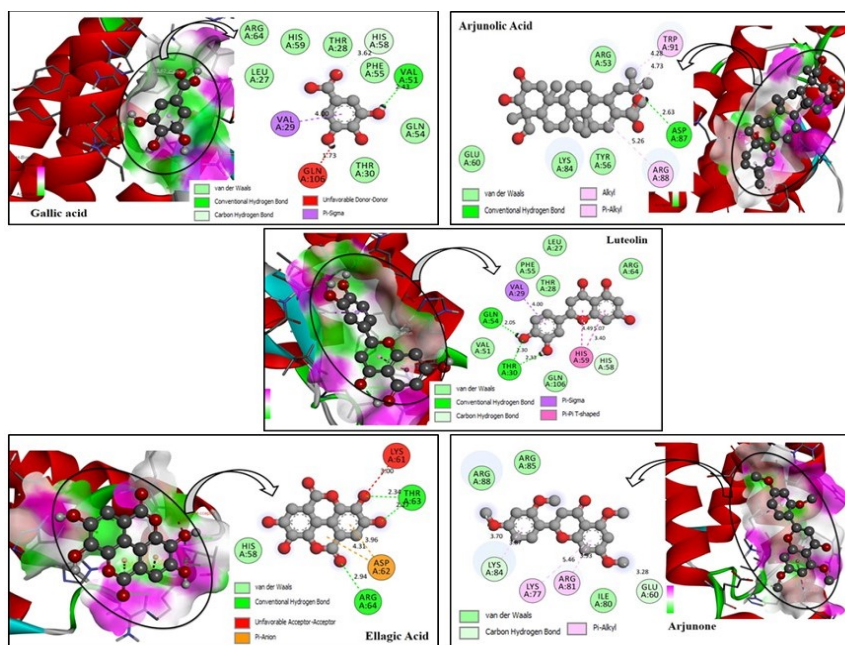 Gallic acid
ARG
A:64
HIS
A:59
THR
A:28
HIS
A:58
LEU
A:27
PHE
A:55
VAL
A:51
VAL
A:29
GLN
A:54
GLN
A:106
THR
A:30
3.62
4.00
van der Waals
Conventional Hydrogen Bond
Carbon Hydrogen Bond
Unfavorable Donor-Donor
Pi-Sigma
Arjunolic Acid
ARG
A:53
TRP
A:91
4.28
4.73
2.63
ASP
A:87
5.26
GLU
A:60
LYS
A:84
TYR
A:56
ARG
A:88
van der Waals
Conventional Hydrogen Bond
Alkyl
Pi-Alkyl
Luteolin
LEU
A:27
PHE
A:55
THR
A:28
ARG
A:64
VAL
A:29
4.00
GLN
A:54
2.05
VAL
A:51
THR
A:30
GLN
A:106
HIS
A:59
HIS
A:58
3.40
van der Waals
Conventional Hydrogen Bond
Carbon Hydrogen Bond
Pi-Sigma
Pi-Pi T-shaped
LYS
A:61
2.34
THR
A:63
3.96
4.31
ASP
A:62
HIS
A:58
2.94
ARG
A:64
van der Waals
Conventional Hydrogen Bond
Unfavorable Acceptor-Acceptor
Pi-Anion
Ellagic Acid
ARG
A:88
ARG
A:85
3.70
LYS
A:84
5.46
LYS
A:77
ARG
A:81
ILE
A:80
3.28
GLU
A:60
van der Waals
Carbon Hydrogen Bond
Pi-Alkyl
Arjunone